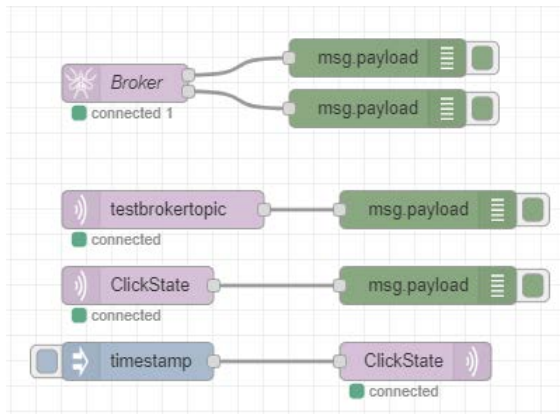 msg.payload
Broker
connected 1
msg.payload
testbrokertopic
msg.payload
connected
ClickState
msg.payload
connected
timestamp
ClickState
connected